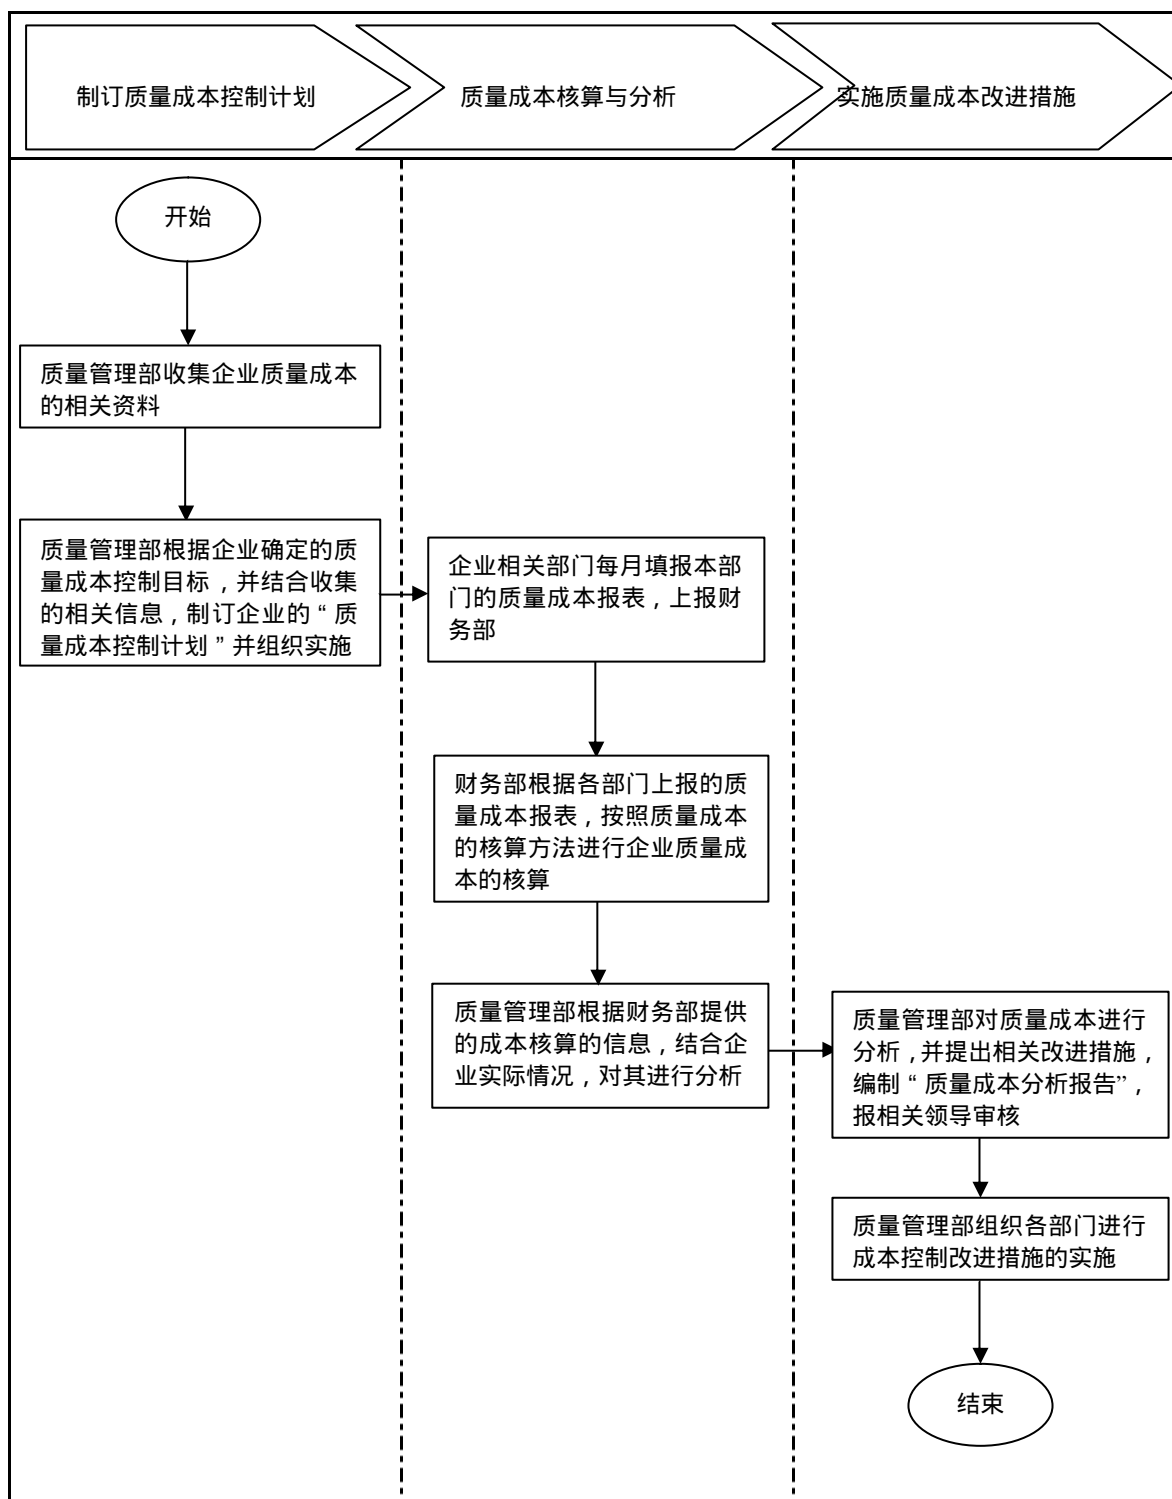 制订质量成本控制计划
质量成本核算与分析
实施质量成本改进措施
开始
质量管理部收集企业质量成本
的相关资料
质量管理部根据企业确定的质
量成本控制目标，并结合收集
的相关信息，制订企业的“质
量成本控制计划”并组织实施
企业相关部门每月填报本部
门的质量成本报表，上报财
务部
财务部根据各部门上报的质
量成本报表，按照质量成本
的核算方法进行企业质量成
本的核算
质量管理部根据财务部提供
的成本核算的信息，结合企
业实际情况，对其进行分析
质量管理部对质量成本进行
分析，并提出相关改进措施，
编制“质量成本分析报告”，
报相关领导审核
质量管理部组织各部门进行
成本控制改进措施的实施
结束